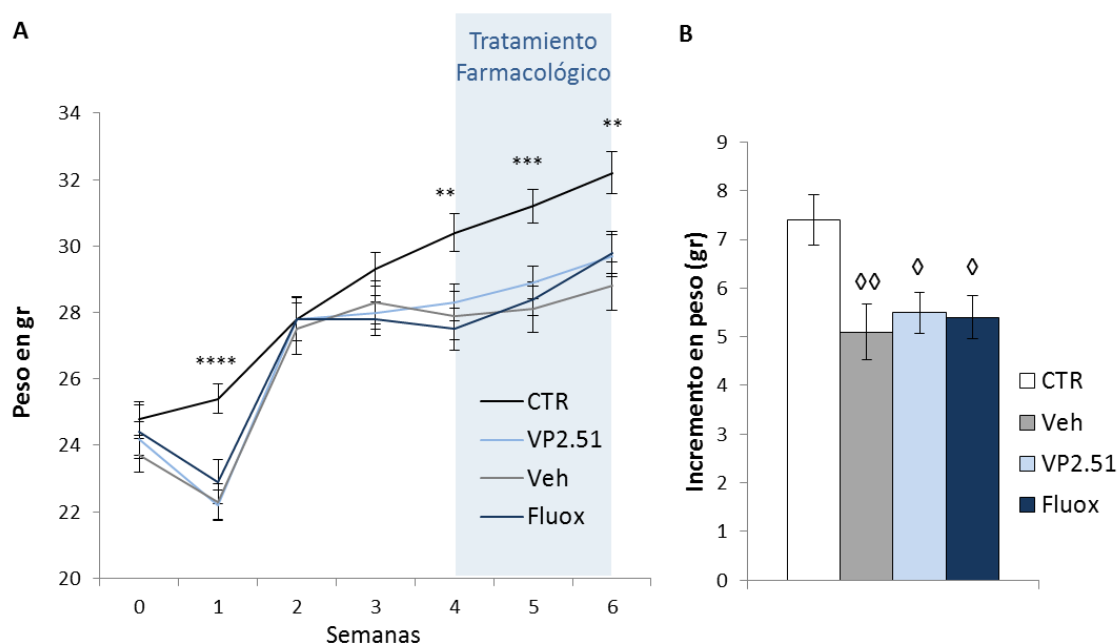 A
Tratamiento
Farmacológico
Peso en gr
34
32
30
28
26
24
22
20
****
**
***
**
CTR
VP2.51
Veh
Fluox
0 1 2 3 4 5 6
Semanas
B
Incremento en peso (gr)
9
8
7
6
5
4
3
2
1
0
◊◊ ◊ ◊
CTR
Veh
VP2.51
Fluox